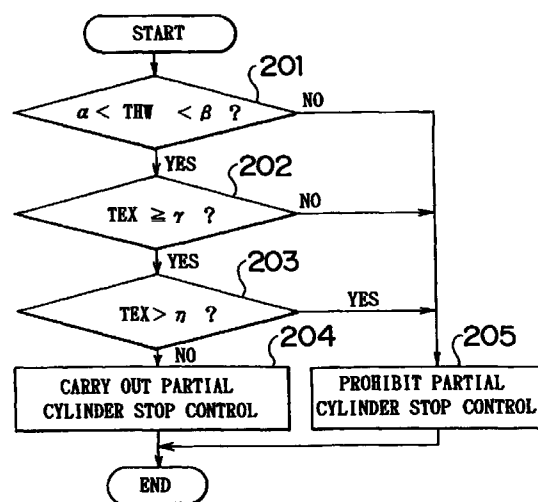 START
201
α < THW < β ?
NO
YES
202
TEX ≧ γ ?
NO
YES
203
TEX > η ?
YES
NO
204
CARRY OUT PARTIAL
CYLINDER STOP CONTROL
205
PROHIBIT PARTIAL
CYLINDER STOP CONTROL
END